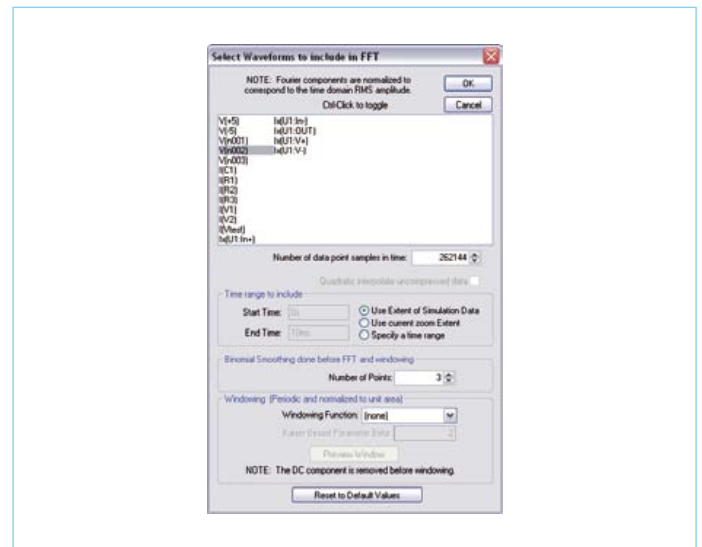 Select Waveforms to include in FFT
NOTE: Fourier components are normalized to
correspond to the time domain RMS amplitude.
OK
Ctrl-Click to toggle
Cancel
V(+5) Ix(U1:In-)
V(-5) Ix(U1:OUT)
V(n001) Ix(U1:V+)
V(n002) Ix(U1:V-)
V(n003)
I(C1)
I(R1)
I(R2)
I(R3)
I(V1)
I(V2)
I(Vtest)
Ix(U1:In+)
Number of data point samples in time: 262144
Quadratic interpolate uncompressed data
Time range to include
Start Time: 0s
Use Extent of Simulation Data
Use current zoom Extent
End Time: 10ms
Specify a time range
Binomial Smoothing done before FFT and windowing
Number of Points: 3
Windowing (Periodic and normalized to unit area)
Windowing Function: (none)
Kaiser-Bessel Parameter Beta: 2
Preview Window
NOTE: The DC component is removed before windowing.
Reset to Default Values